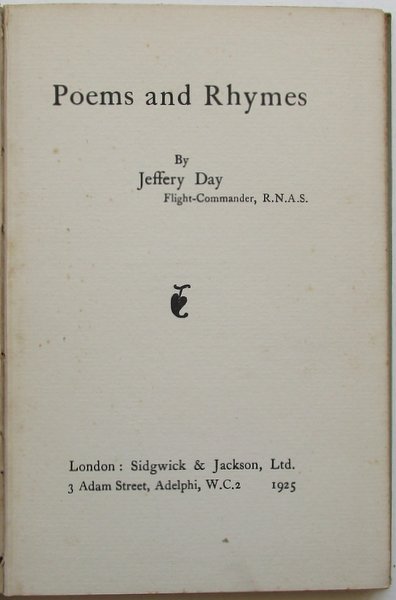 Poems and Rhymes
By
Jeffery Day
Flight-Commander, R.N.A.S.
London: Sidgwick & Jackson, Ltd.
3 Adam Street, Adelphi, W.C.2 1925